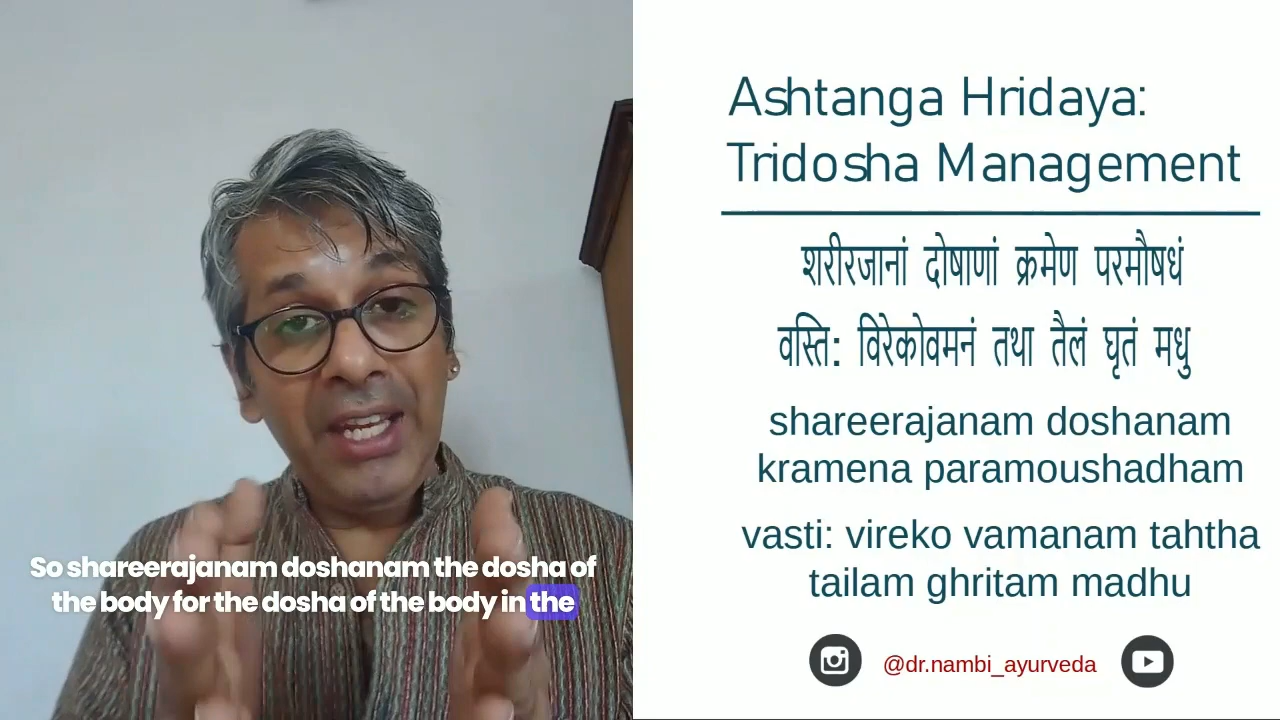 So shareerajanam doshanam the dosha of
the body for the dosha of the body in the
Ashtanga Hridaya:
Tridosha Management
शरीरजानां दोषाणां क्रमेण परमौषधं
वस्ति: विरेकोवमनं तथा तैलं घृतं मधु
shareerajanam doshanam
kramena paramoushadham
vasti: vireko vamanam tahtha
tailam ghritam madhu
@dr.nambi_ayurveda